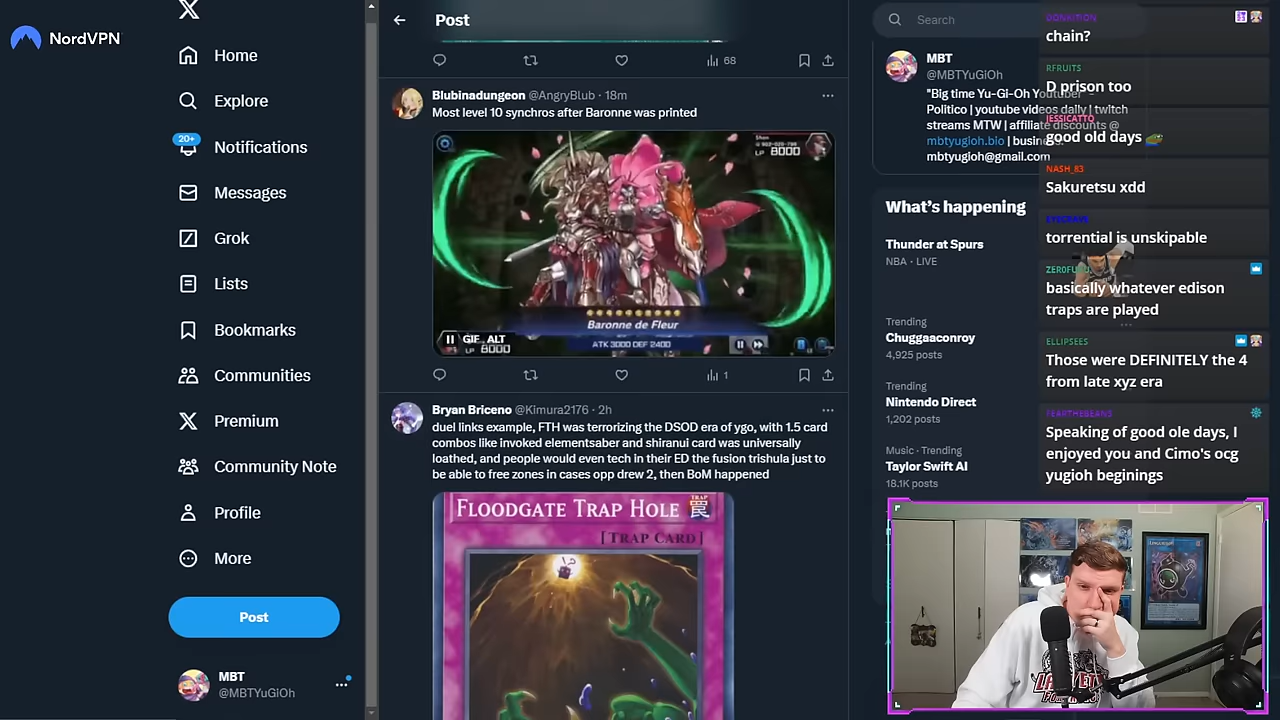 NordVPN
Home
Explore
20+
Notifications
Messages
Grok
Lists
Bookmarks
Communities
Premium
Community Note
Profile
More
Post
MBT
@MBTYuGiOh
Post
68
Blubinadungeon @AngryBlub · 18m
Most level 10 synchros after Baronne was printed
LP 8000
Baronne de Fleur
ATK 3000 DEF 2400
GIF ALT
LP 8000
1
Bryan Briceno @Kimura2176 · 2h
duel links example, FTH was terrorizing the DSOD era of ygo, with 1.5 card
combos like invoked elementsaber and shiranui card was universally
loathed, and people would even tech in their ED the fusion trishula just to
be able to free zones in cases opp drew 2, then BoM happened
FLOODGATE TRAP HOLE
TRAP
罠
[TRAP CARD]
Search
MBT
@MBTYuGiOh
"Big time Yu-Gi-Oh Youtuber" -
Politico | youtube videos daily | twitch
streams MTW | affiliate discounts @
mbtyugioh.bio | busin
mbtyugioh@gmail.com
What's happening
Thunder at Spurs
NBA · LIVE
Trending
Chuggaaconroy
4,925 posts
Trending
Nintendo Direct
1,202 posts
Music · Trending
Taylor Swift AI
18.1K posts
chain?
RFRUITS
D prison too
JESSICATTO
good old days
NASH_83
Sakuretsu xdd
torrential is unskipable
basically whatever edison
traps are played
ELLIPSEES
Those were DEFINITELY the 4
from late xyz era
FEARTHEBEANS
Speaking of good ole days, I
enjoyed you and Cimo's ocg
yugioh beginings